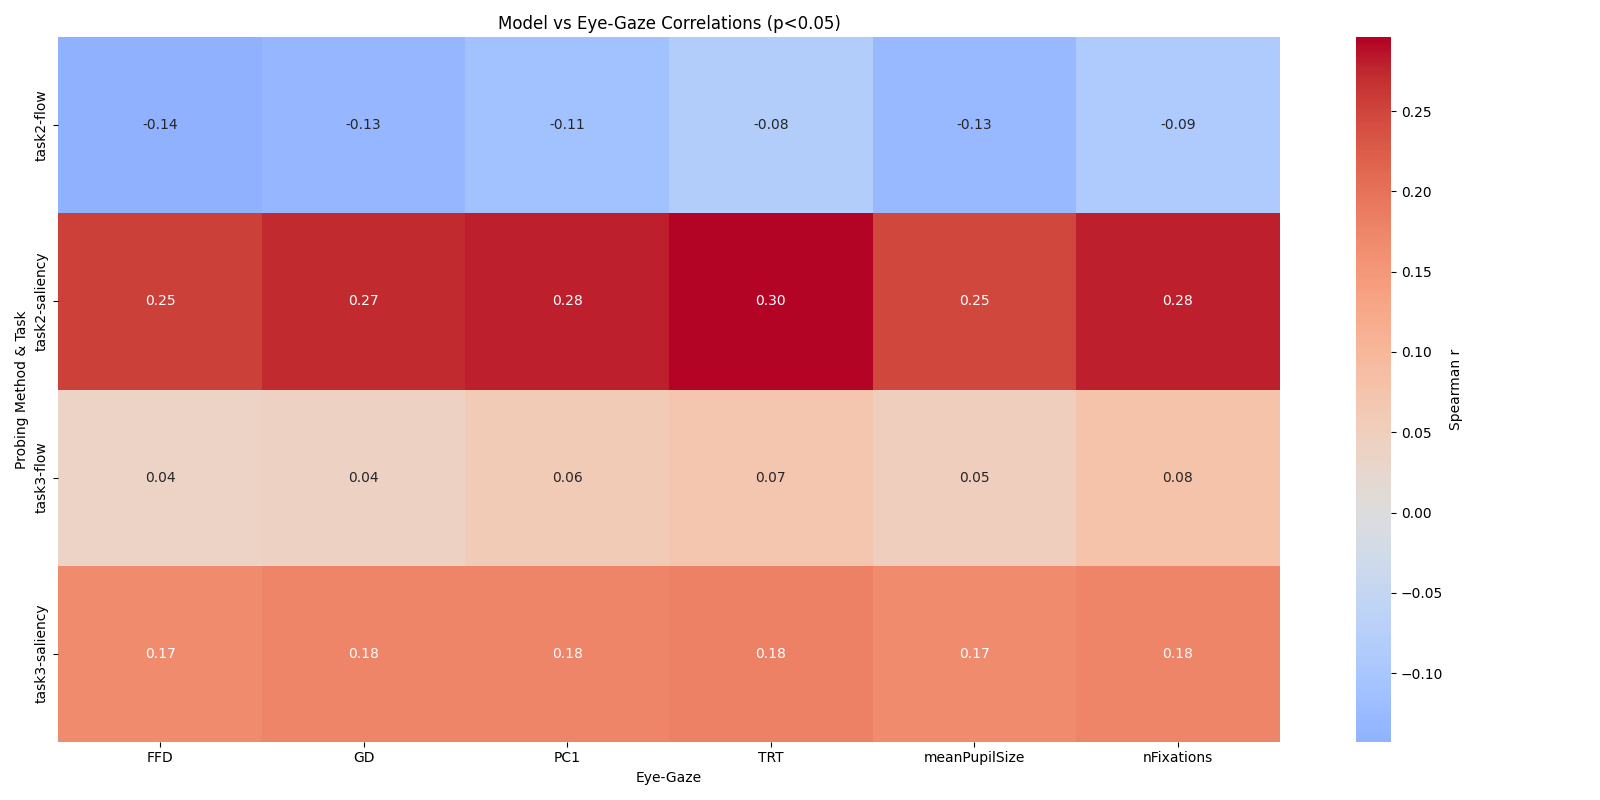 Model vs Eye-Gaze Correlations (p<0.05)
Probing Method & Task
task2-flow
-0.14 -0.13 -0.11 -0.08 -0.13 -0.09
task2-saliency
0.25 0.27 0.28 0.30 0.25 0.28
task3-flow
0.04 0.04 0.06 0.07 0.05 0.08
task3-saliency
0.17 0.18 0.18 0.18 0.17 0.18
FFD GD PC1 TRT meanPupilSize nFixations
Eye-Gaze
0.25
0.20
0.15
0.10
0.05
0.00
−0.05
−0.10
Spearman r